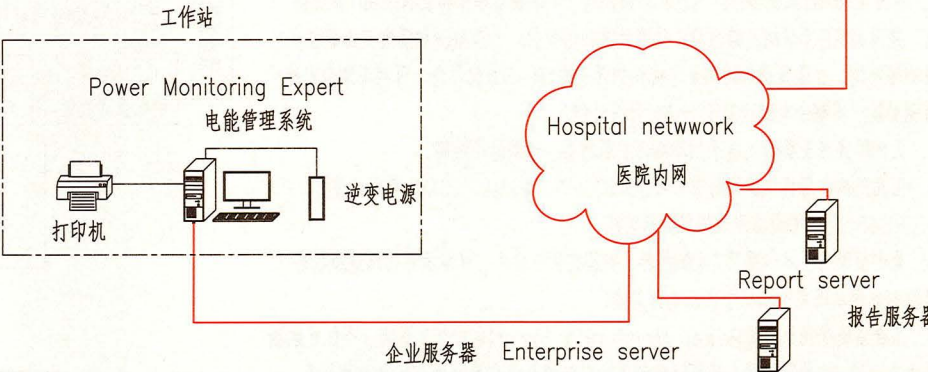 工作站
Power Monitoring Expert
电能管理系统
逆变电源
打印机
Hospital netwwork
医院内网
Report server
报告服务器
企业服务器 Enterprise server